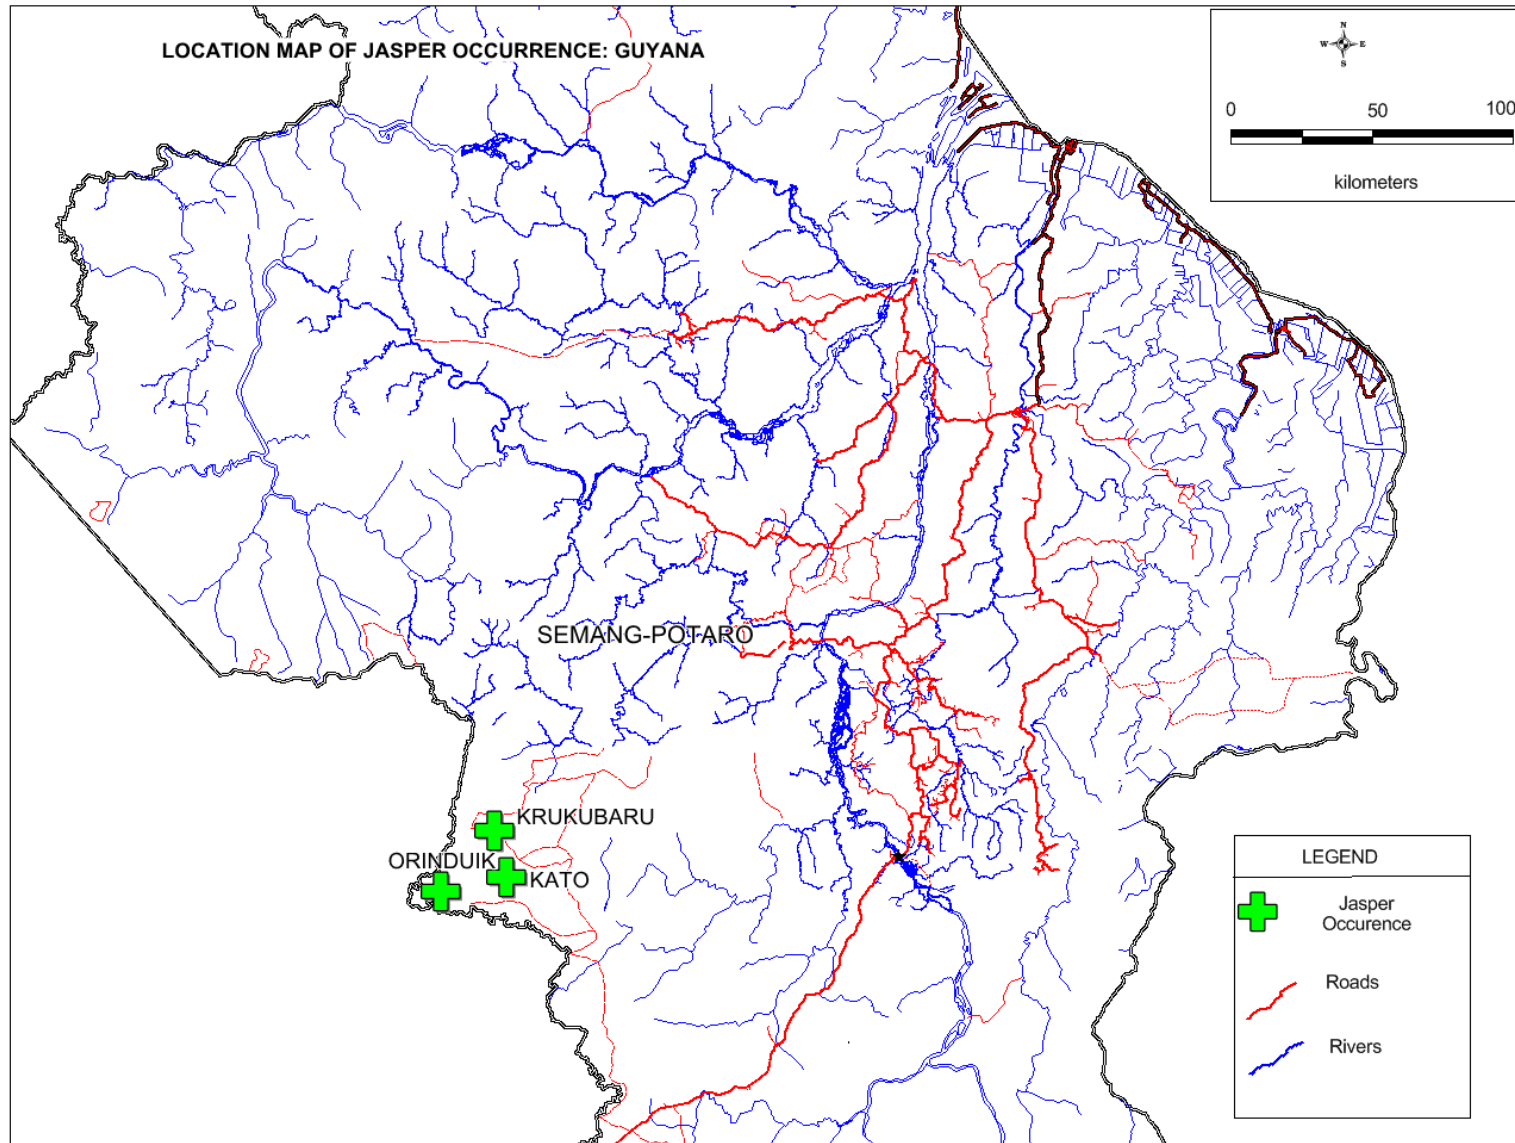 LOCATION MAP OF JASPER OCCURRENCE: GUYANA
N
W E
S
0 50 100
kilometers
SEMANG-POTARO
KRUKUBARU
ORINDUIK
KATO
LEGEND
Jasper
Occurence
Roads
Rivers